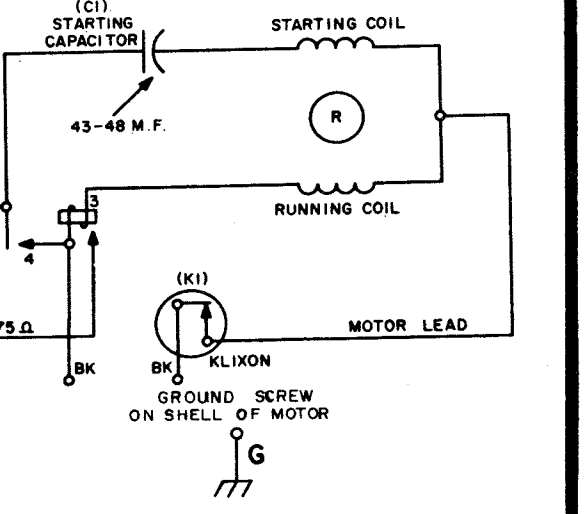 (C1)
STARTING
CAPACITOR
STARTING COIL
R
43-48 M.F.
3
RUNNING COIL
4
(K1)
75 Ω
MOTOR LEAD
KLIXON
BK
BK
GROUND SCREW
ON SHELL OF MOTOR
G